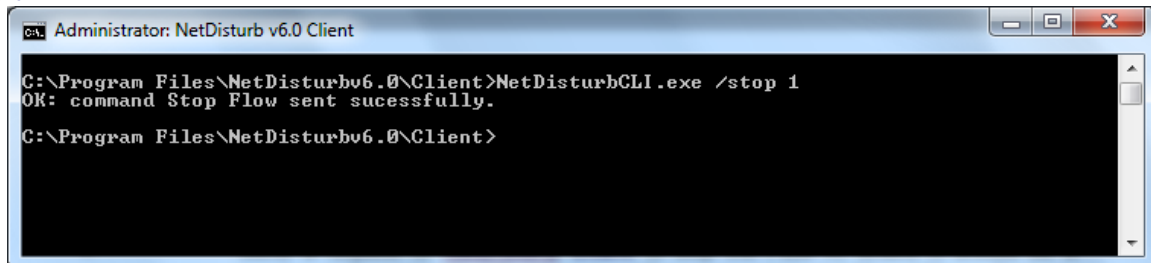 Administrator: NetDisturb v6.0 Client
C:\Program Files\NetDisturbv6.0\Client>NetDisturbCLI.exe /stop 1
OK: command Stop Flow sent sucessfully.
C:\Program Files\NetDisturbv6.0\Client>